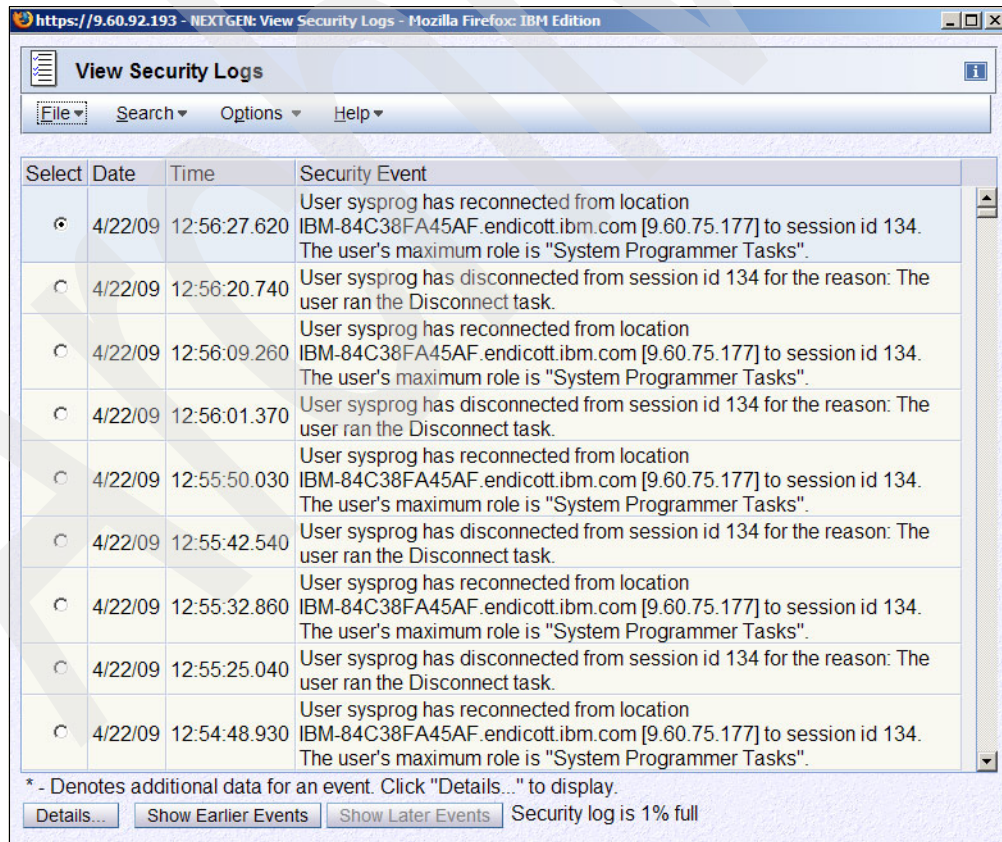 https://9.60.92.193 - NEXTGEN: View Security Logs - Mozilla Firefox: IBM Edition
View Security Logs
File Search Options Help
Select Date Time Security Event
User sysprog has reconnected from location
4/22/09 12:56:27.620 IBM-84C38FA45AF.endicott.ibm.com [9.60.75.177] to session id 134.
The user's maximum role is "System Programmer Tasks".
4/22/09 12:56:20.740 User sysprog has disconnected from session id 134 for the reason: The
user ran the Disconnect task.
User sysprog has reconnected from location
4/22/09 12:56:09.260 IBM-84C38FA45AF.endicott.ibm.com [9.60.75.177] to session id 134.
The user's maximum role is "System Programmer Tasks".
4/22/09 12:56:01.370 User sysprog has disconnected from session id 134 for the reason: The
user ran the Disconnect task.
User sysprog has reconnected from location
4/22/09 12:55:50.030 IBM-84C38FA45AF.endicott.ibm.com [9.60.75.177] to session id 134.
The user's maximum role is "System Programmer Tasks".
4/22/09 12:55:42.540 User sysprog has disconnected from session id 134 for the reason: The
user ran the Disconnect task.
User sysprog has reconnected from location
4/22/09 12:55:32.860 IBM-84C38FA45AF.endicott.ibm.com [9.60.75.177] to session id 134.
The user's maximum role is "System Programmer Tasks".
4/22/09 12:55:25.040 User sysprog has disconnected from session id 134 for the reason: The
user ran the Disconnect task.
User sysprog has reconnected from location
4/22/09 12:54:48.930 IBM-84C38FA45AF.endicott.ibm.com [9.60.75.177] to session id 134.
The user's maximum role is "System Programmer Tasks".
* - Denotes additional data for an event. Click "Details..." to display.
Details... Show Earlier Events Show Later Events Security log is 1% full